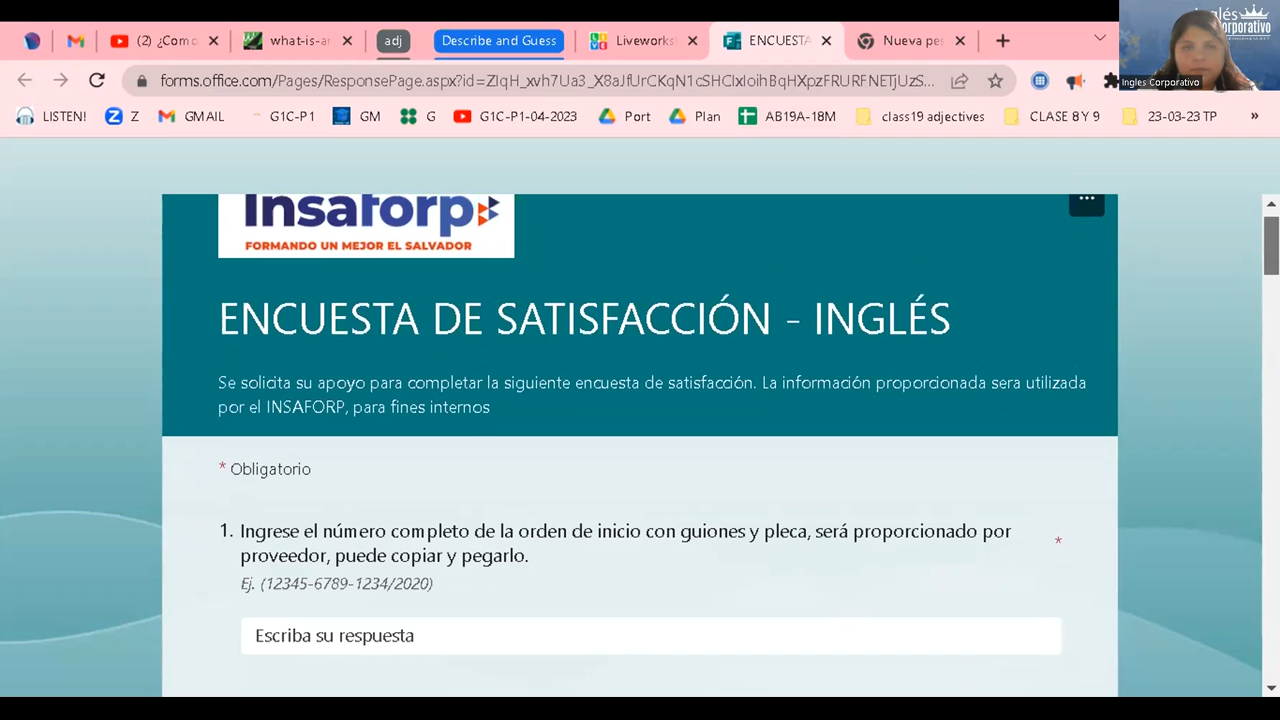 (2) ¿Com
what-is-ar
adj
Describe and Guess
Livework
ENCUESTA
Nueva pes
forms.office.com/Pages/ResponsePage.aspx?id=
LISTEN!
Z
GMAIL
G1C-P1
GM
G
G1C-P1-04-2023
Port
Plan
AB19A-18M
class19 adjectives
CLASE 8 Y 9
23-03-23 TP
»
Inglés
Corporativo
Ingles Corporativo
Insaforp
FORMANDO UN MEJOR EL SALVADOR
ENCUESTA DE SATISFACCIÓN - INGLÉS
Se solicita su apoyo para completar la siguiente encuesta de satisfacción. La información proporcionada sera utilizada
por el INSAFORP, para fines internos
* Obligatorio
1. Ingrese el número completo de la orden de inicio con guiones y pleca, será proporcionado por *
proveedor, puede copiar y pegarlo.
Ej. (12345-6789-1234/2020)
Escriba su respuesta